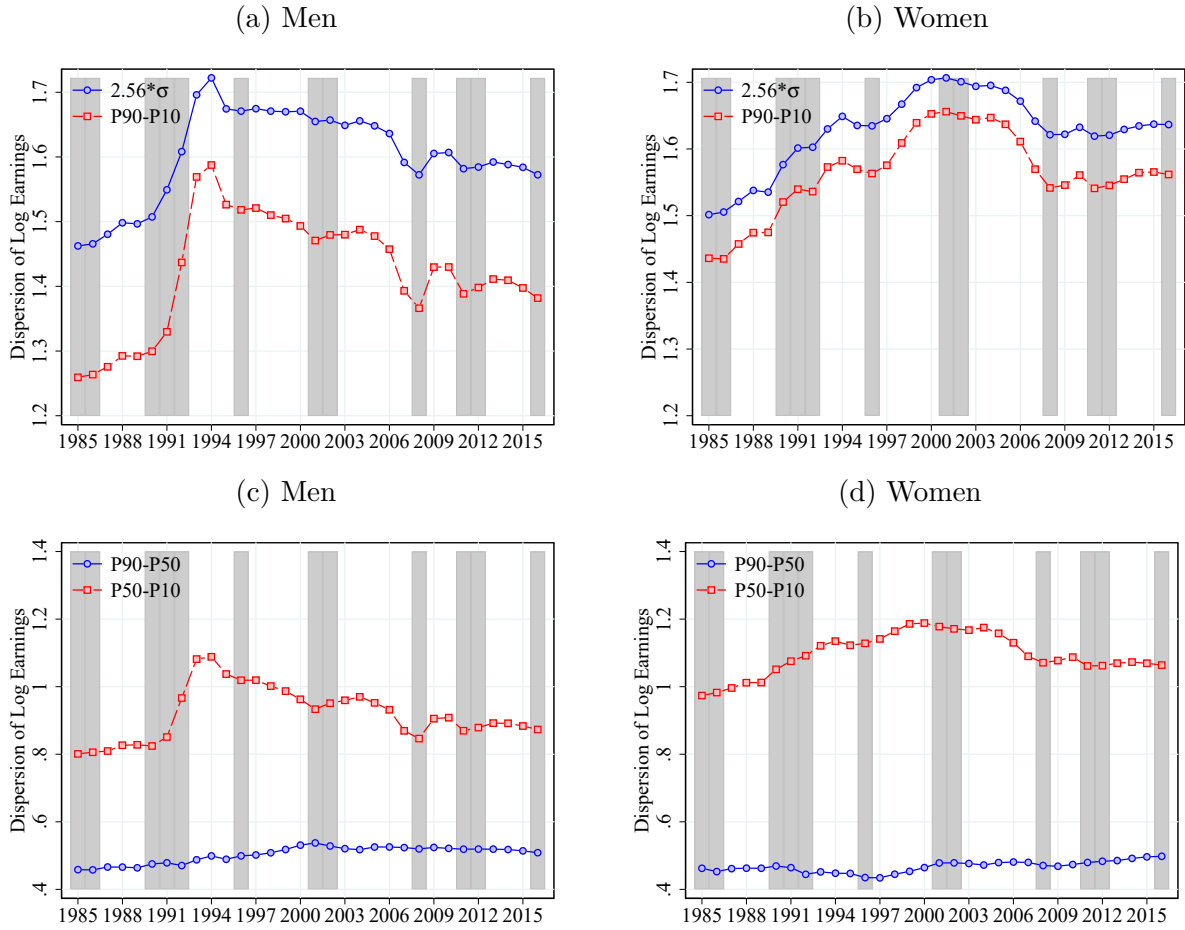 (a) Men
(b) Women
2.56*σ
P90-P10
Dispersion of Log Earnings
1.2 1.3 1.4 1.5 1.6 1.7
1985 1988 1991 1994 1997 2000 2003 2006 2009 2012 2015
2.56*σ
P90-P10
Dispersion of Log Earnings
1.2 1.3 1.4 1.5 1.6 1.7
1985 1988 1991 1994 1997 2000 2003 2006 2009 2012 2015
(c) Men
(d) Women
P90-P50
P50-P10
Dispersion of Log Earnings
.4 .6 .8 1 1.2 1.4
1985 1988 1991 1994 1997 2000 2003 2006 2009 2012 2015
P90-P50
P50-P10
Dispersion of Log Earnings
.4 .6 .8 1 1.2 1.4
1985 1988 1991 1994 1997 2000 2003 2006 2009 2012 2015